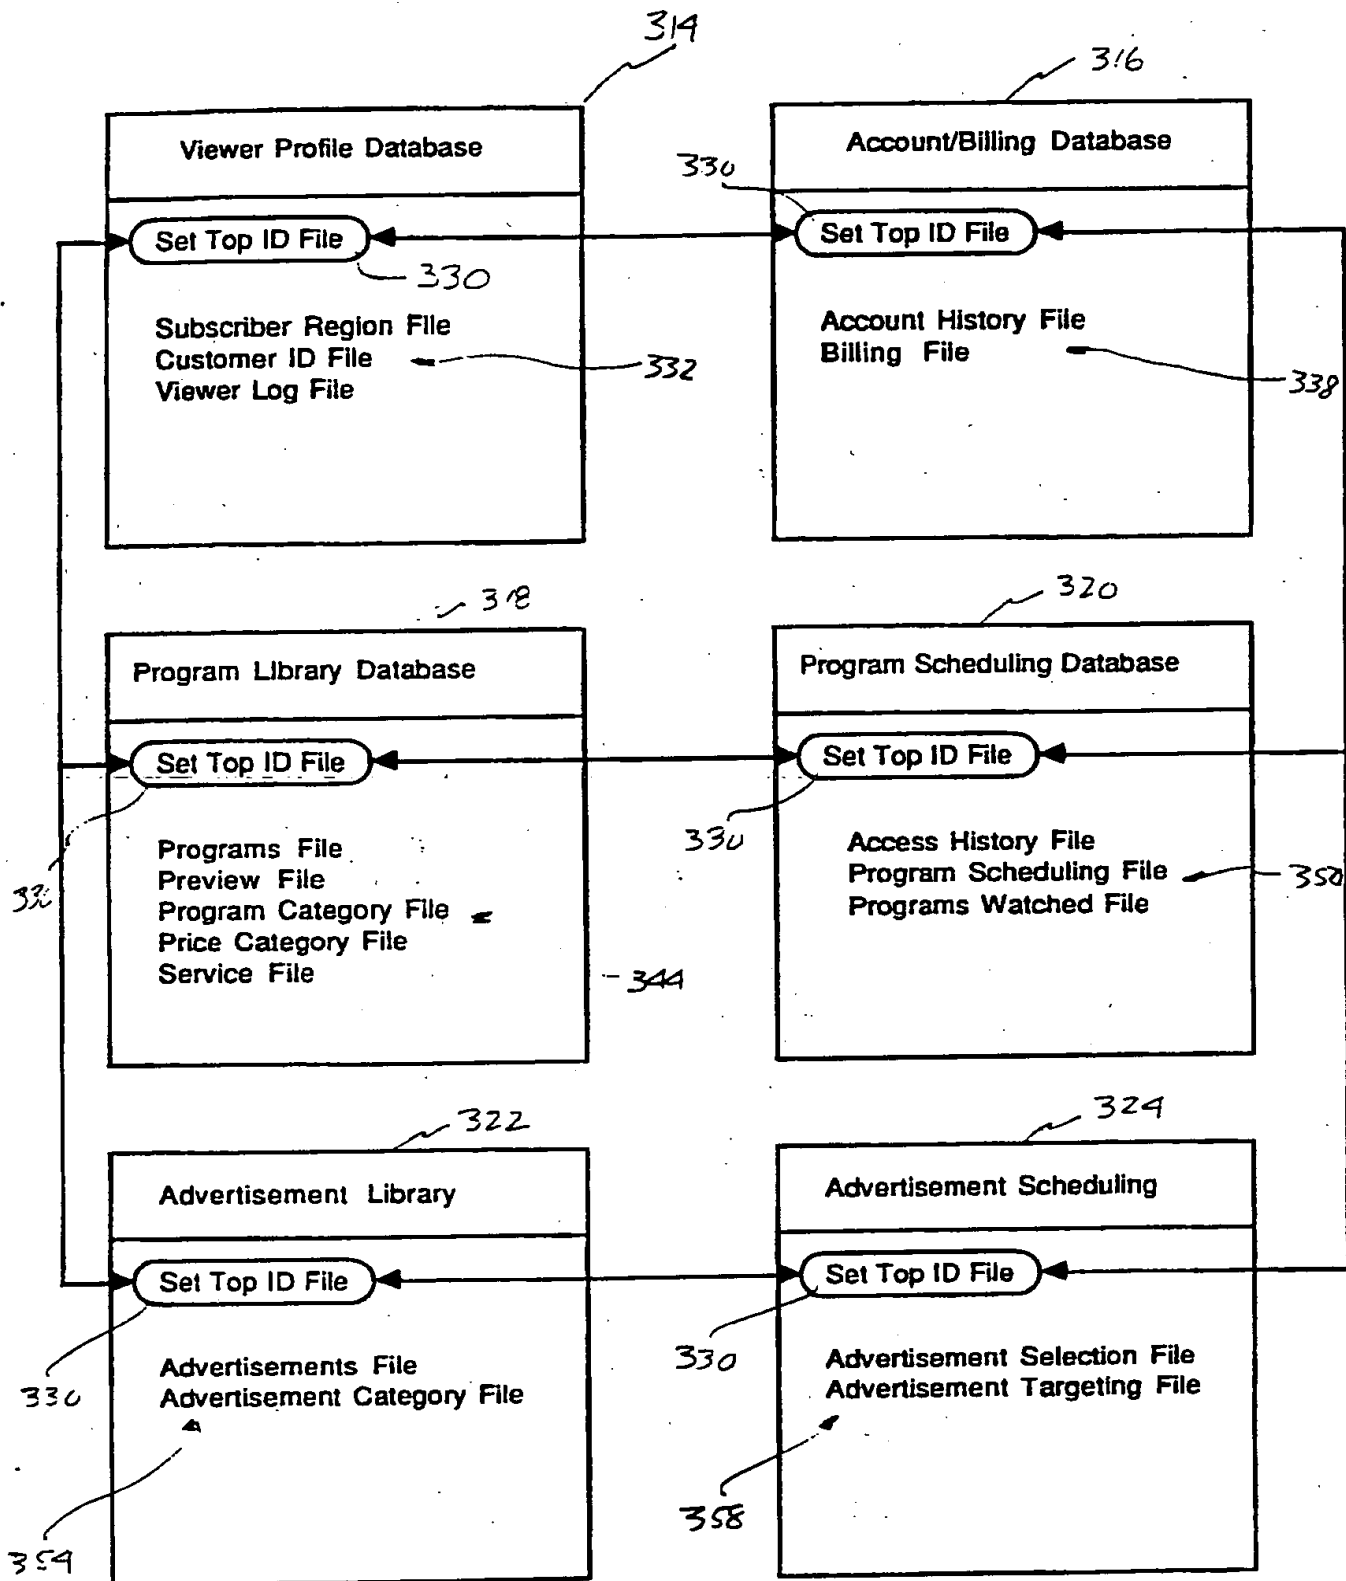 314
316
Viewer Profile Database
Account/Billing Database
330
Set Top ID File
Set Top ID File
330
Subscriber Region File
Customer ID File
Viewer Log File
332
Account History File
Billing File
338
318
320
Program Library Database
Program Scheduling Database
Set Top ID File
Set Top ID File
330
330
Programs File
Preview File
Program Category File
Price Category File
Service File
344
Access History File
Program Scheduling File
Programs Watched File
350
322
324
Advertisement Library
Advertisement Scheduling
Set Top ID File
Set Top ID File
330
330
Advertisements File
Advertisement Category File
Advertisement Selection File
Advertisement Targeting File
354
358